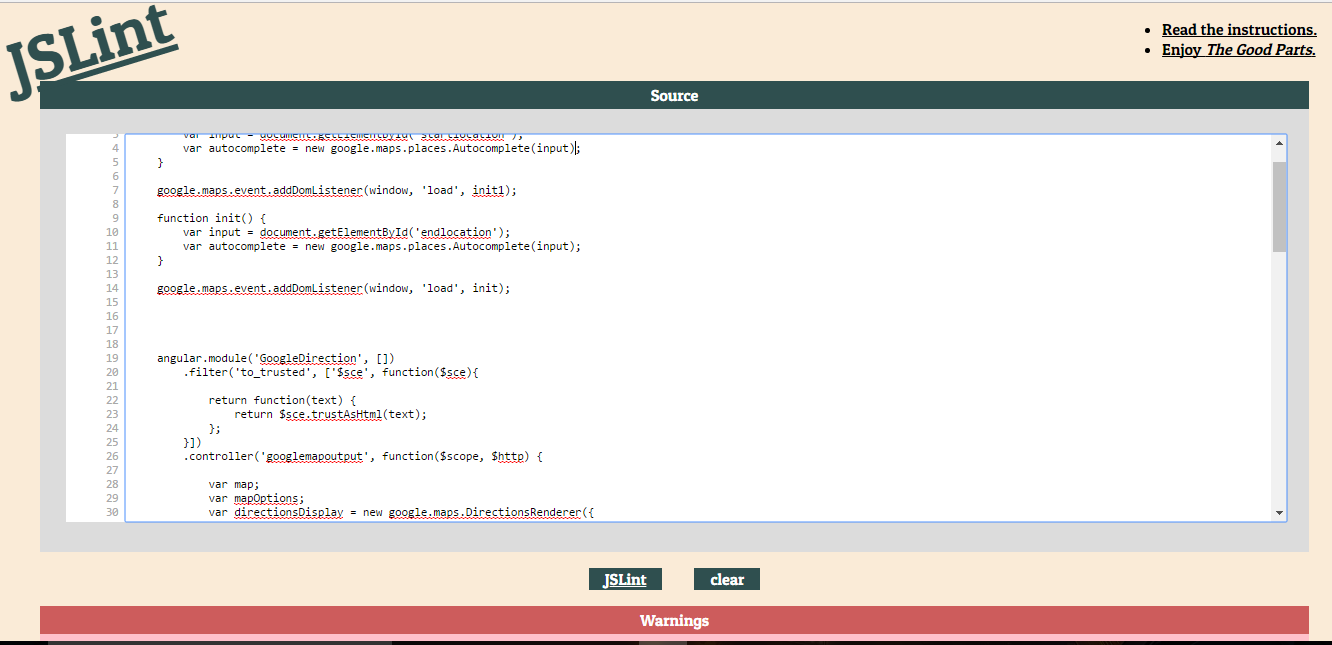 JSLint
Read the instructions.
Enjoy The Good Parts.
Source
3 var input = document.getElementById('startlocation');
4 var autocomplete = new google.maps.places.Autocomplete(input);
5 }
6
7 google.maps.event.addDomListener(window, 'load', init1);
8
9 function init() {
10 var input = document.getElementById('endlocation');
11 var autocomplete = new google.maps.places.Autocomplete(input);
12 }
13
14 google.maps.event.addDomListener(window, 'load', init);
15
16
17
18
19 angular.module('GoogleDirection', [])
20 .filter('to_trusted', ['$sce', function($sce){
21
22 return function(text) {
23 return $sce.trustAsHtml(text);
24 };
25 }])
26 .controller('googlemapoutput', function($scope, $http) {
27
28 var map;
29 var mapOptions;
30 var directionsDisplay = new google.maps.DirectionsRenderer({
JSLint clear
Warnings